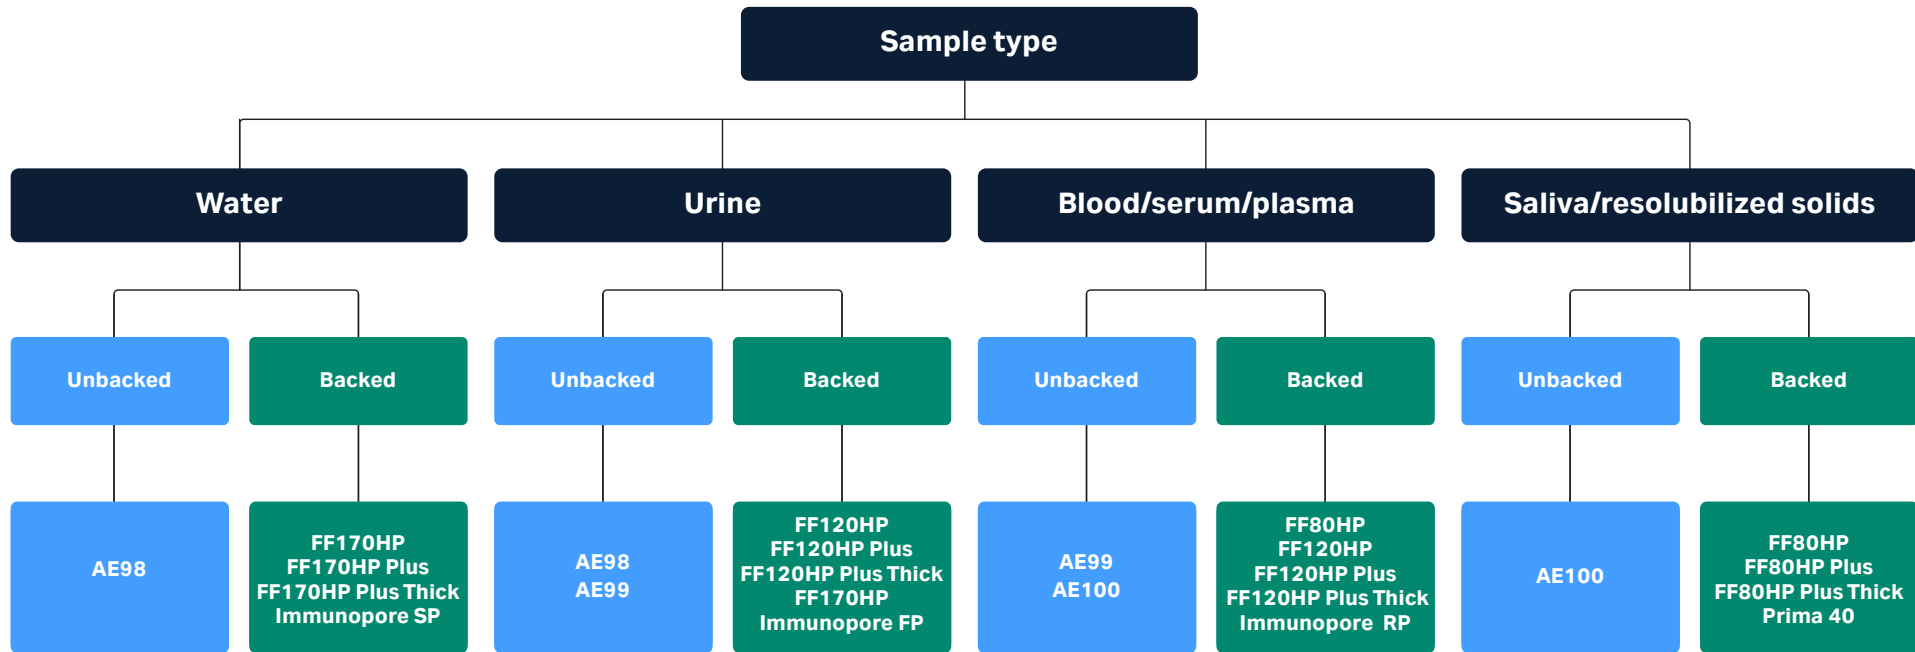 Sample type
Water
Urine
Blood/serum/plasma
Saliva/resolubilized solids
Unbacked
Backed
Unbacked
Backed
Unbacked
Backed
Unbacked
Backed
AE98
FF170HP
FF170HP Plus
FF170HP Plus Thick
Immunopore SP
AE98
AE99
FF120HP
FF120HP Plus
FF120HP Plus Thick
FF170HP
Immunopore FP
AE99
AE100
FF80HP
FF120HP
FF120HP Plus
FF120HP Plus Thick
Immunopore RP
AE100
FF80HP
FF80HP Plus
FF80HP Plus Thick
Prima 40